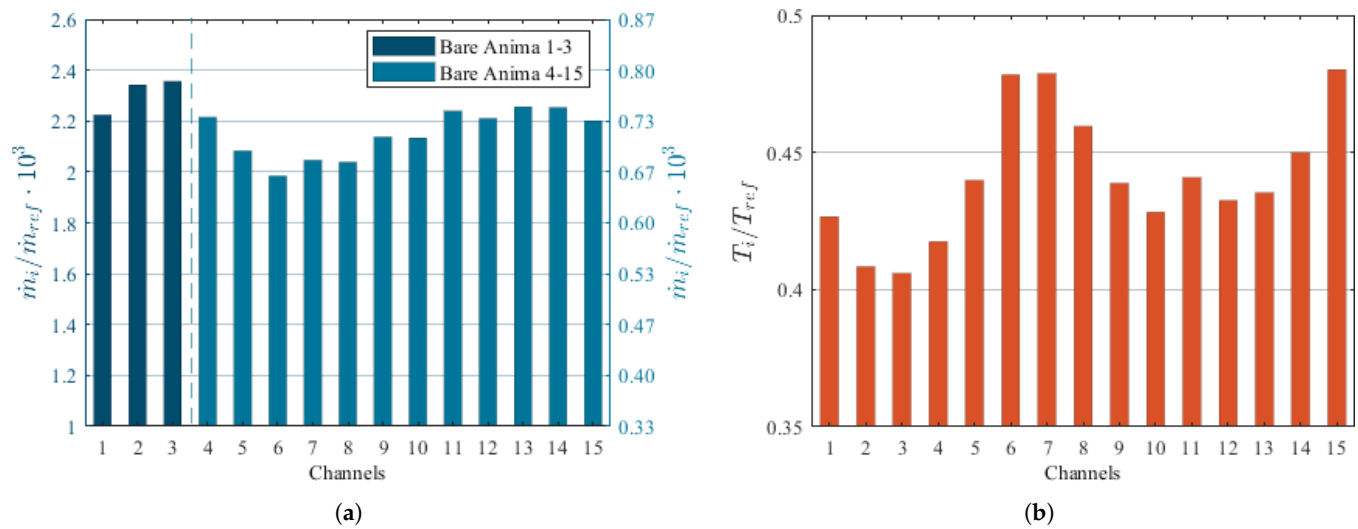 2.6
2.4
2.2
2
1.8
1.6
1.4
1.2
1
ṁi/ṁref · 10³
Bare Anima 1-3
Bare Anima 4-15
0.87
0.80
0.73
0.67
0.60
0.53
0.47
0.40
0.33
ṁi/ṁref · 10³
1 2 3 4 5 6 7 8 9 10 11 12 13 14 15
Channels
(a)
0.5
0.45
0.4
0.35
Ti/Tref
1 2 3 4 5 6 7 8 9 10 11 12 13 14 15
Channels
(b)